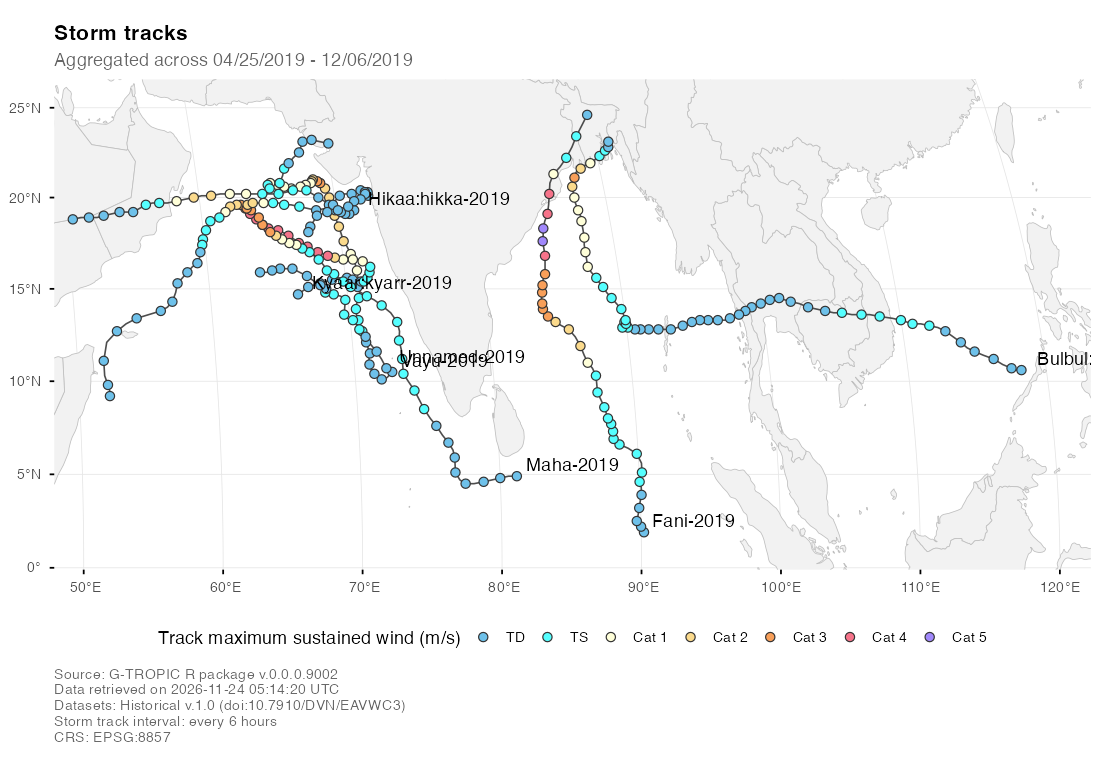 Storm tracks
Aggregated across 04/25/2019 - 12/06/2019
25°N
20°N
15°N
10°N
5°N
0°
Hikaa:hikka-2019
Kyaar:kyarr-2019
Unnamed-2019
Vayu-2019
Bulbul:
Maha-2019
Fani-2019
50°E 60°E 70°E 80°E 90°E 100°E 110°E 120°E
Track maximum sustained wind (m/s) TD TS Cat 1 Cat 2 Cat 3 Cat 4 Cat 5
Source: G-TROPIC R package v.0.0.0.9002
Data retrieved on 2026-11-24 05:14:20 UTC
Datasets: Historical v.1.0 (doi:10.7910/DVN/EAVWC3)
Storm track interval: every 6 hours
CRS: EPSG:8857